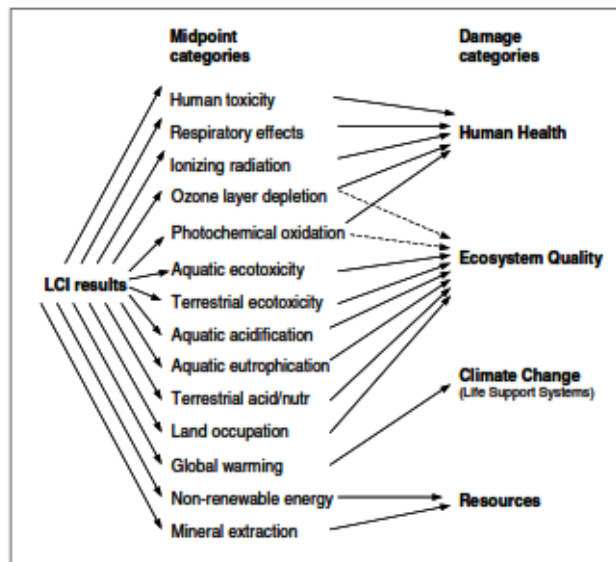 Midpoint
categories
Damage
categories
Human toxicity
Respiratory effects
Human Health
Ionizing radiation
Ozone layer depletion
Photochemical oxidation
Ecosystem Quality
Aquatic ecotoxicity
LCI results
Terrestrial ecotoxicity
Aquatic acidification
Aquatic eutrophication
Climate Change
(Life Support Systems)
Terrestrial acid/nutr
Land occupation
Global warming
Non-renewable energy
Resources
Mineral extraction